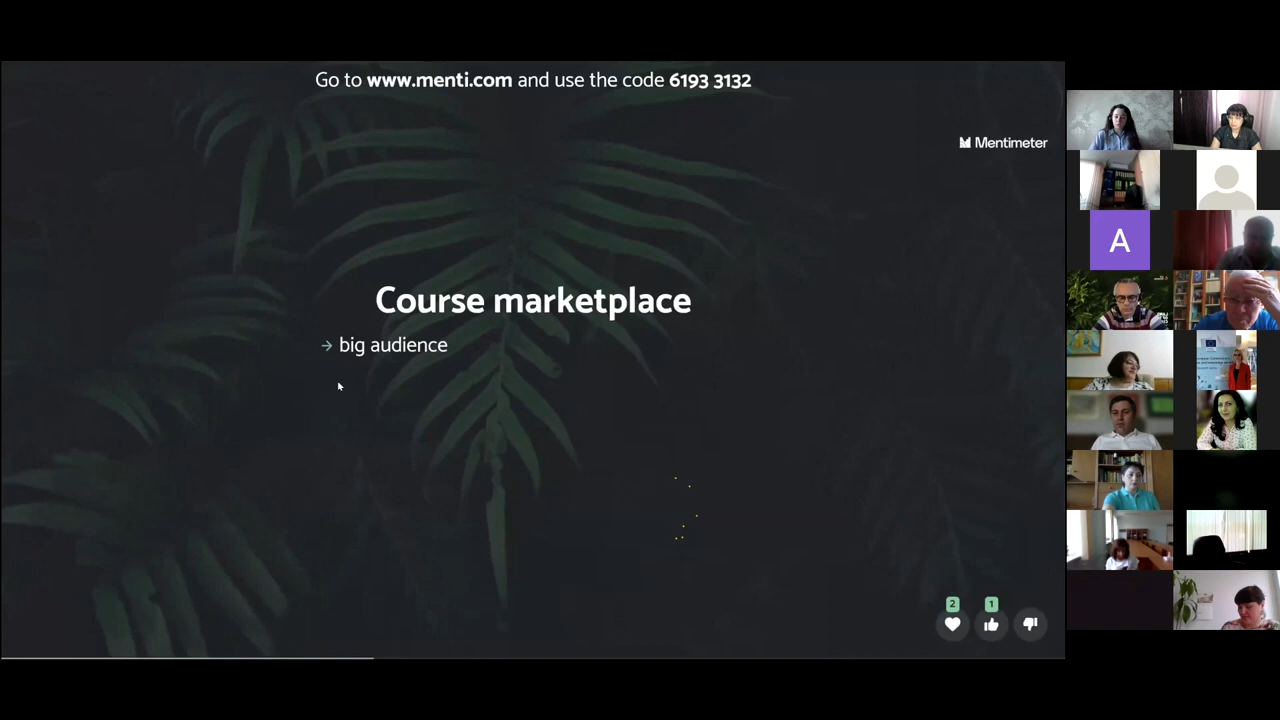 Go to www.menti.com and use the code 6193 3132
Mentimeter
Course marketplace
→ big audience
A
2
1